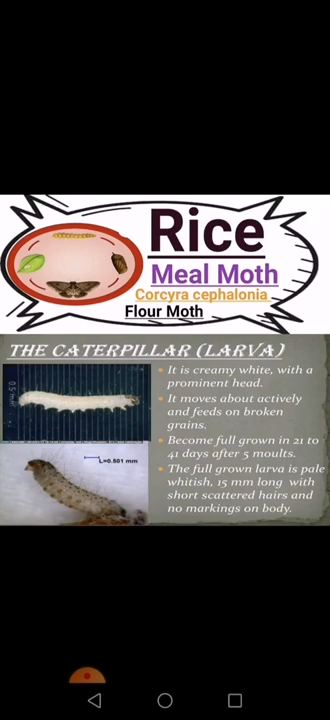 Rice
Meal Moth
Corcyra cephalonia
Flour Moth
THE CATERPILLAR (LARVA)
• It is creamy white, with a
prominent head.
• It moves about actively
and feeds on broken
grains.
• Become full grown in 21 to
41 days after 5 moults.
• The full grown larva is pale
whitish, 15 mm long with
short scattered hairs and
no markings on body.
L=0.501 mm